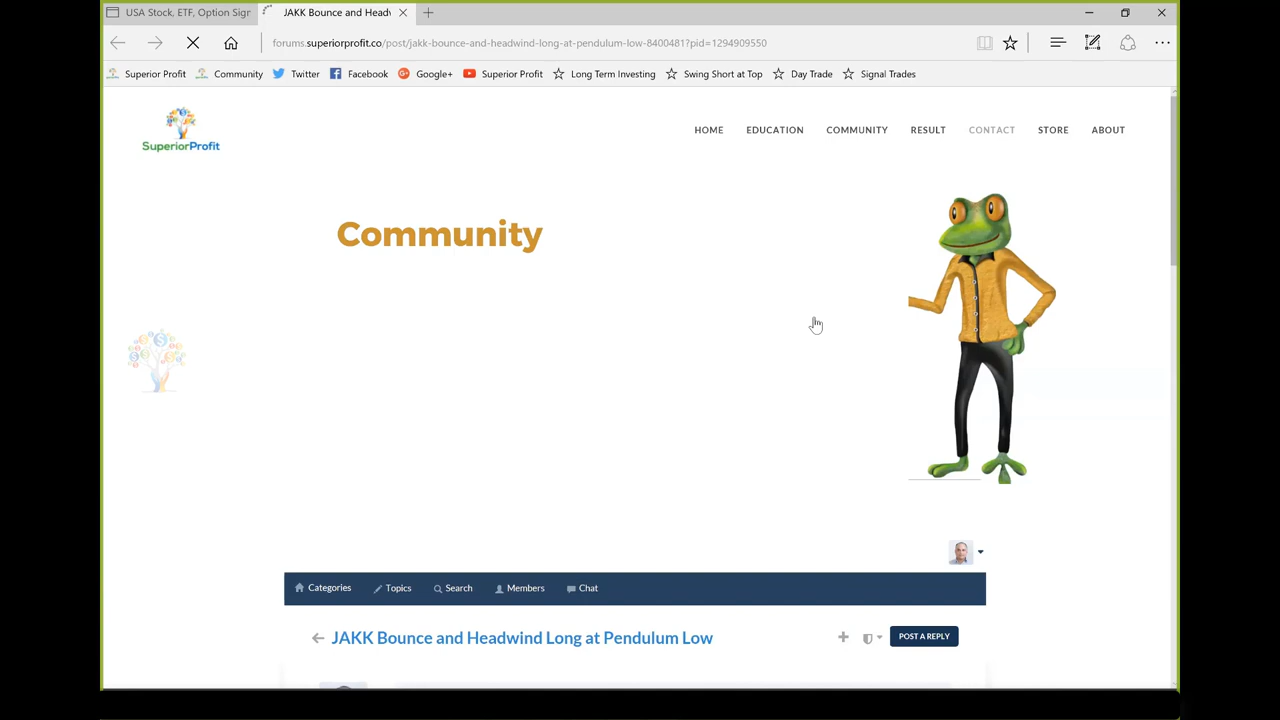 USA Stock, ETF, Option Sigr
JAKK Bounce and Headw
forums.superiorprofit.co/post/jakk-bounce-and-headwind-long-at-pendulum-low-8400481?pid=1294909550
Superior Profit Community Twitter Facebook Google+ Superior Profit Long Term Investing Swing Short at Top Day Trade Signal Trades
SuperiorProfit
HOME EDUCATION COMMUNITY RESULT CONTACT STORE ABOUT
Community
Categories Topics Search Members Chat
JAKK Bounce and Headwind Long at Pendulum Low
POST A REPLY